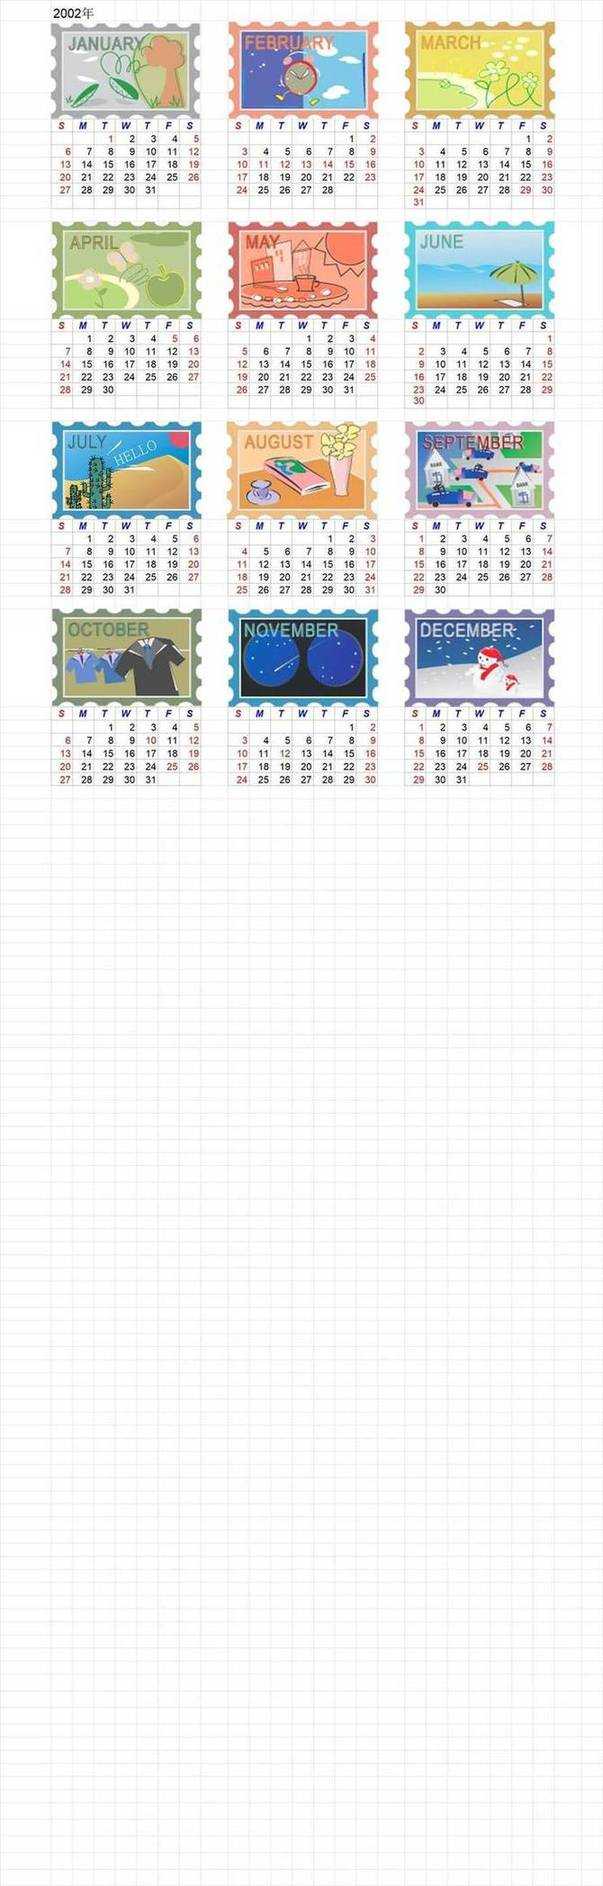 2002年
JANUARY
S M T W T F S
1 2 3 4 5
6 7 8 9 10 11 12
13 14 15 16 17 18 19
20 21 22 23 24 25 26
27 28 29 30 31
FEBRUARY
S M T W T F S
1 2
3 4 5 6 7 8 9
10 11 12 13 14 15 16
17 18 19 20 21 22 23
24 25 26 27 28
MARCH
S M T W T F S
1 2
3 4 5 6 7 8 9
10 11 12 13 14 15 16
17 18 19 20 21 22 23
24 25 26 27 28 29 30
31
APRIL
S M T W T F S
1 2 3 4 5 6
7 8 9 10 11 12 13
14 15 16 17 18 19 20
21 22 23 24 25 26 27
28 29 30
MAY
S M T W T F S
1 2 3 4
5 6 7 8 9 10 11
12 13 14 15 16 17 18
19 20 21 22 23 24 25
26 27 28 29 30 31
JUNE
S M T W T F S
1
2 3 4 5 6 7 8
9 10 11 12 13 14 15
16 17 18 19 20 21 22
23 24 25 26 27 28 29
30
JULY
HELLO
S M T W T F S
1 2 3 4 5 6
7 8 9 10 11 12 13
14 15 16 17 18 19 20
21 22 23 24 25 26 27
28 29 30 31
AUGUST
S M T W T F S
1 2 3
4 5 6 7 8 9 10
11 12 13 14 15 16 17
18 19 20 21 22 23 24
25 26 27 28 29 30 31
SEPTEMBER
BANK
BANK
S M T W T F S
1 2 3 4 5 6 7
8 9 10 11 12 13 14
15 16 17 18 19 20 21
22 23 24 25 26 27 28
29 30
OCTOBER
S M T W T F S
1 2 3 4 5
6 7 8 9 10 11 12
13 14 15 16 17 18 19
20 21 22 23 24 25 26
27 28 29 30 31
NOVEMBER
S M T W T F S
1 2
3 4 5 6 7 8 9
10 11 12 13 14 15 16
17 18 19 20 21 22 23
24 25 26 27 28 29 30
DECEMBER
S M T W T F S
1 2 3 4 5 6 7
8 9 10 11 12 13 14
15 16 17 18 19 20 21
22 23 24 25 26 27 28
29 30 31